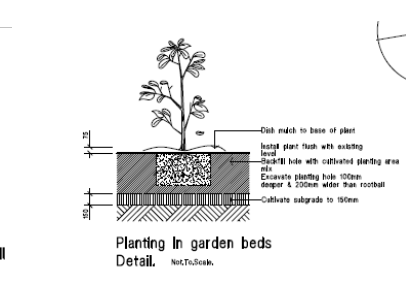 75
150
Dish mulch to base of plant
Install plant flush with existing
level
Backfill hole with cultivated planting area
mix
Excavate planting hole 100mm
deeper & 200mm wider than rootball
Cultivate subgrade to 150mm
Planting in garden beds
Detail. Not.To.Scale.